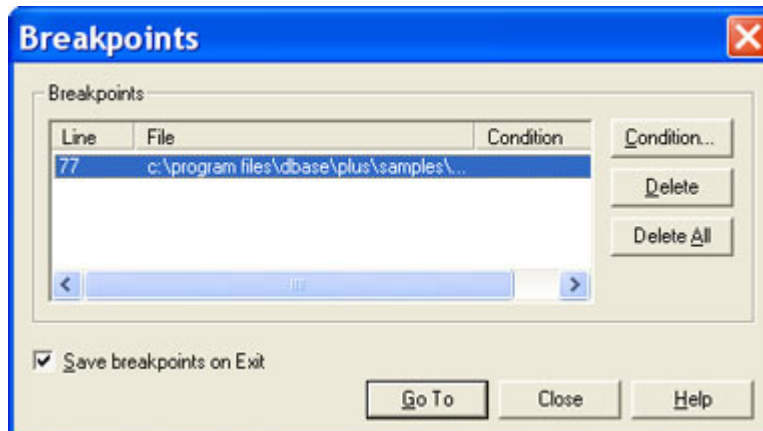 Breakpoints
Breakpoints
Line File Condition
77 c:\program files\dbase\plus\samples\...
Condition...
Delete
Delete All
Save breakpoints on Exit
Go To Close Help